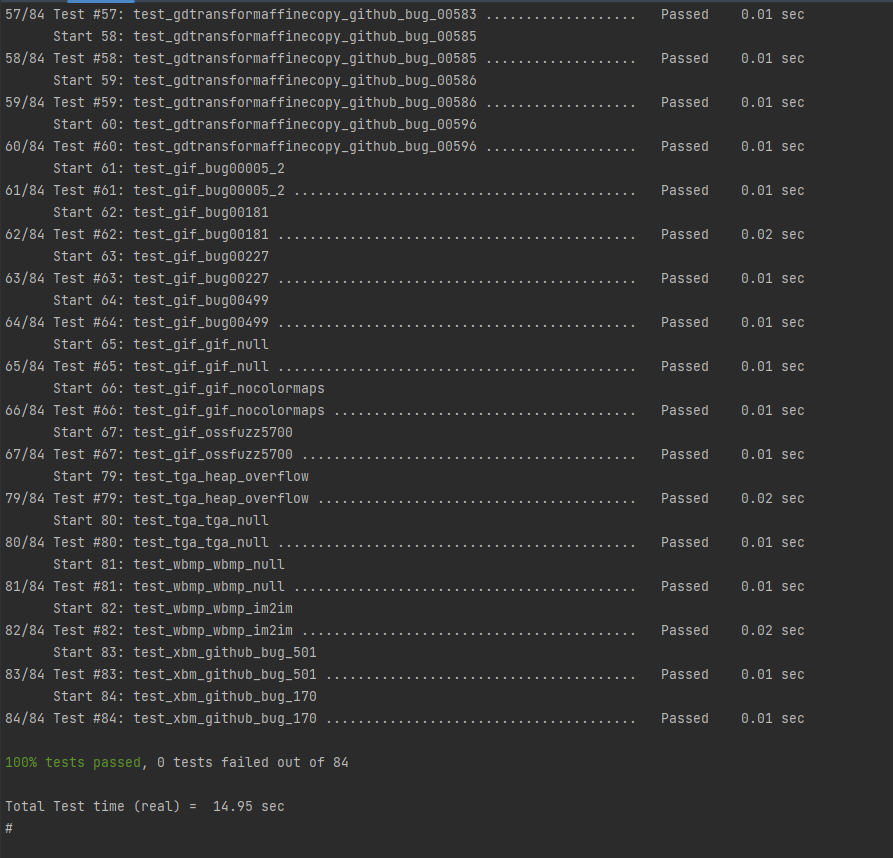 57/84 Test #57: test_gdtransformaffinecopy_github_bug_00583 ...................   Passed    0.01 sec
      Start 58: test_gdtransformaffinecopy_github_bug_00585
58/84 Test #58: test_gdtransformaffinecopy_github_bug_00585 ...................   Passed    0.01 sec
      Start 59: test_gdtransformaffinecopy_github_bug_00586
59/84 Test #59: test_gdtransformaffinecopy_github_bug_00586 ...................   Passed    0.01 sec
      Start 60: test_gdtransformaffinecopy_github_bug_00596
60/84 Test #60: test_gdtransformaffinecopy_github_bug_00596 ...................   Passed    0.01 sec
      Start 61: test_gif_bug00005_2
61/84 Test #61: test_gif_bug00005_2 ...........................................   Passed    0.01 sec
      Start 62: test_gif_bug00181
62/84 Test #62: test_gif_bug00181 .............................................   Passed    0.02 sec
      Start 63: test_gif_bug00227
63/84 Test #63: test_gif_bug00227 .............................................   Passed    0.01 sec
      Start 64: test_gif_bug00499
64/84 Test #64: test_gif_bug00499 .............................................   Passed    0.01 sec
      Start 65: test_gif_gif_null
65/84 Test #65: test_gif_gif_null .............................................   Passed    0.01 sec
      Start 66: test_gif_gif_nocolormaps
66/84 Test #66: test_gif_gif_nocolormaps ......................................   Passed    0.01 sec
      Start 67: test_gif_ossfuzz5700
67/84 Test #67: test_gif_ossfuzz5700 ..........................................   Passed    0.01 sec
      Start 79: test_tga_heap_overflow
79/84 Test #79: test_tga_heap_overflow ........................................   Passed    0.02 sec
      Start 80: test_tga_tga_null
80/84 Test #80: test_tga_tga_null .............................................   Passed    0.01 sec
      Start 81: test_wbmp_wbmp_null
81/84 Test #81: test_wbmp_wbmp_null ...........................................   Passed    0.01 sec
      Start 82: test_wbmp_wbmp_im2im
82/84 Test #82: test_wbmp_wbmp_im2im ..........................................   Passed    0.02 sec
      Start 83: test_xbm_github_bug_501
83/84 Test #83: test_xbm_github_bug_501 .......................................   Passed    0.01 sec
      Start 84: test_xbm_github_bug_170
84/84 Test #84: test_xbm_github_bug_170 .......................................   Passed    0.01 sec

100% tests passed, 0 tests failed out of 84

Total Test time (real) =  14.95 sec
#